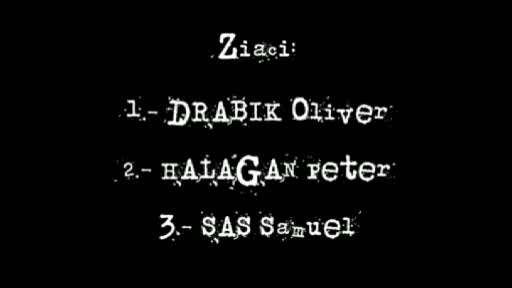 Ziaci:
1.- DRABIK Oliver
2.- HALAGAN Peter
3.- SAS Samuel